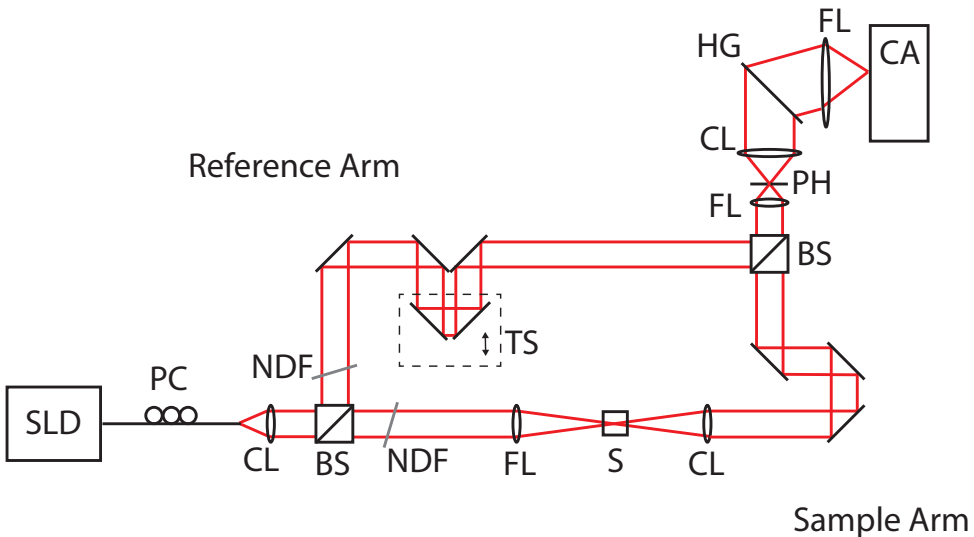 FL
HG
CA
CL
Reference Arm
PH
FL
BS
TS
NDF
PC
SLD
CL
BS
NDF
FL
S
CL
Sample Arm